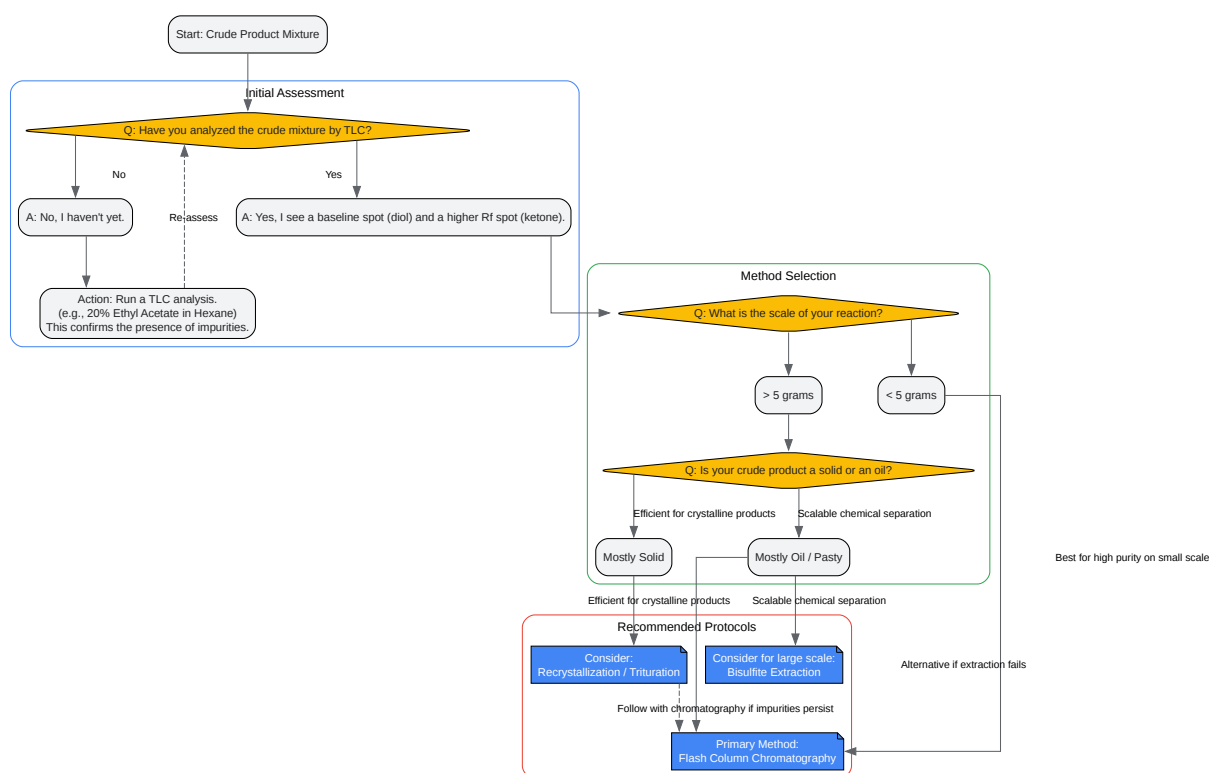 Start: Crude Product Mixture
Initial Assessment
Q: Have you analyzed the crude mixture by TLC?
No
Yes
A: No, I haven't yet.
Re-assess
A: Yes, I see a baseline spot (diol) and a higher Rf spot (ketone).
Action: Run a TLC analysis.
(e.g., 20% Ethyl Acetate in Hexane)
This confirms the presence of impurities.
Method Selection
Q: What is the scale of your reaction?
> 5 grams
< 5 grams
Q: Is your crude product a solid or an oil?
Efficient for crystalline products
Scalable chemical separation
Mostly Solid
Mostly Oil / Pasty
Best for high purity on small scale
Efficient for crystalline products
Scalable chemical separation
Recommended Protocols
Consider:
Recrystallization / Trituration
Consider for large scale:
Bisulfite Extraction
Alternative if extraction fails
Follow with chromatography if impurities persist
Primary Method:
Flash Column Chromatography